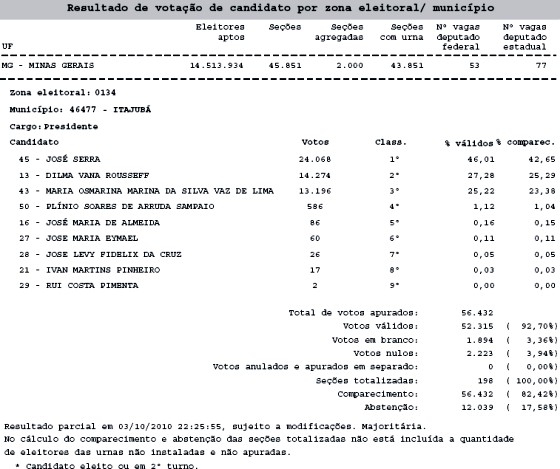 Resultado de votação de candidato por zona eleitoral/ município
UF Eleitores aptos Seções Seções agregadas Seções com urna Nº vagas deputado federal Nº vagas deputado estadual
MG - MINAS GERAIS 14.513.934 45.851 2.000 43.851 53 77
Zona eleitoral: 0134
Município: 46477 - ITAJUBÁ
Cargo: Presidente
Candidato Votos Class. % válidos % comparec.
45 - JOSÉ SERRA 24.068 1° 46,01 42,65
13 - DILMA VANA ROUSSEFF 14.274 2° 27,28 25,29
43 - MARIA OSMARINA MARINA DA SILVA VAZ DE LIMA 13.196 3° 25,22 23,38
50 - PLÍNIO SOARES DE ARRUDA SAMPAIO 586 4° 1,12 1,04
16 - JOSÉ MARIA DE ALMEIDA 86 5° 0,16 0,15
27 - JOSE MARIA EYMAEL 60 6° 0,11 0,11
28 - JOSE LEVY FIDELIX DA CRUZ 26 7° 0,05 0,05
21 - IVAN MARTINS PINHEIRO 17 8° 0,03 0,03
29 - RUI COSTA PIMENTA 2 9° 0,00 0,00
Total de votos apurados: 56.432
Votos válidos: 52.315 ( 92,70%)
Votos em branco: 1.894 ( 3,36%)
Votos nulos: 2.223 ( 3,94%)
Votos anulados e apurados em separado: 0 ( 0,00%)
Seções totalizadas: 198 ( 100,00%)
Comparecimento: 56.432 ( 82,42%)
Abstenção: 12.039 ( 17,58%)
Resultado parcial em 03/10/2010 22:25:55, sujeito a modificações. Majoritária.
No cálculo do comparecimento e abstenção das seções totalizadas não está incluída a quantidade
de eleitores das urnas não instaladas e não apuradas.
* Candidato eleito ou em 2° turno.